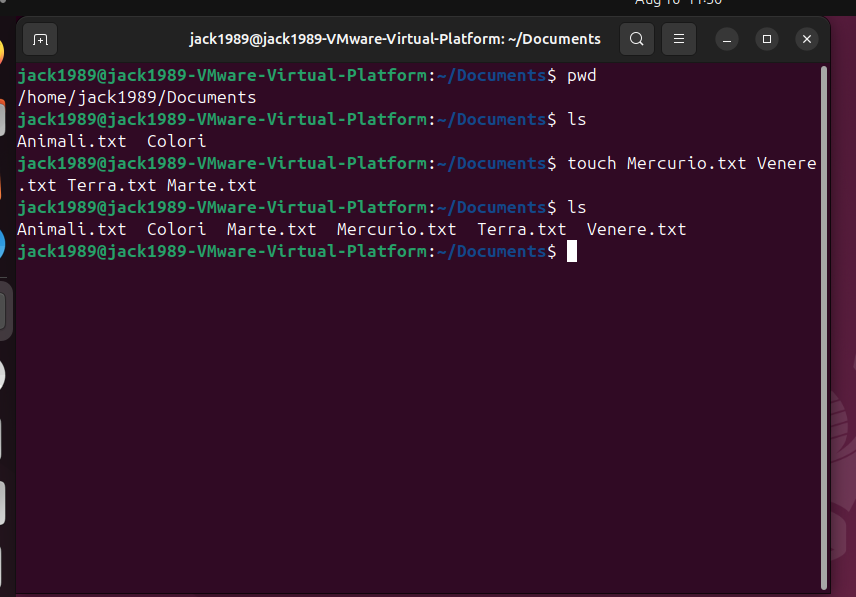 jack1989@jack1989-VMware-Virtual-Platform: ~/Documents
jack1989@jack1989-VMware-Virtual-Platform:~/Documents$ pwd
/home/jack1989/Documents
jack1989@jack1989-VMware-Virtual-Platform:~/Documents$ ls
Animali.txt  Colori
jack1989@jack1989-VMware-Virtual-Platform:~/Documents$ touch Mercurio.txt Venere
.txt Terra.txt Marte.txt
jack1989@jack1989-VMware-Virtual-Platform:~/Documents$ ls
Animali.txt  Colori  Marte.txt  Mercurio.txt  Terra.txt  Venere.txt
jack1989@jack1989-VMware-Virtual-Platform:~/Documents$